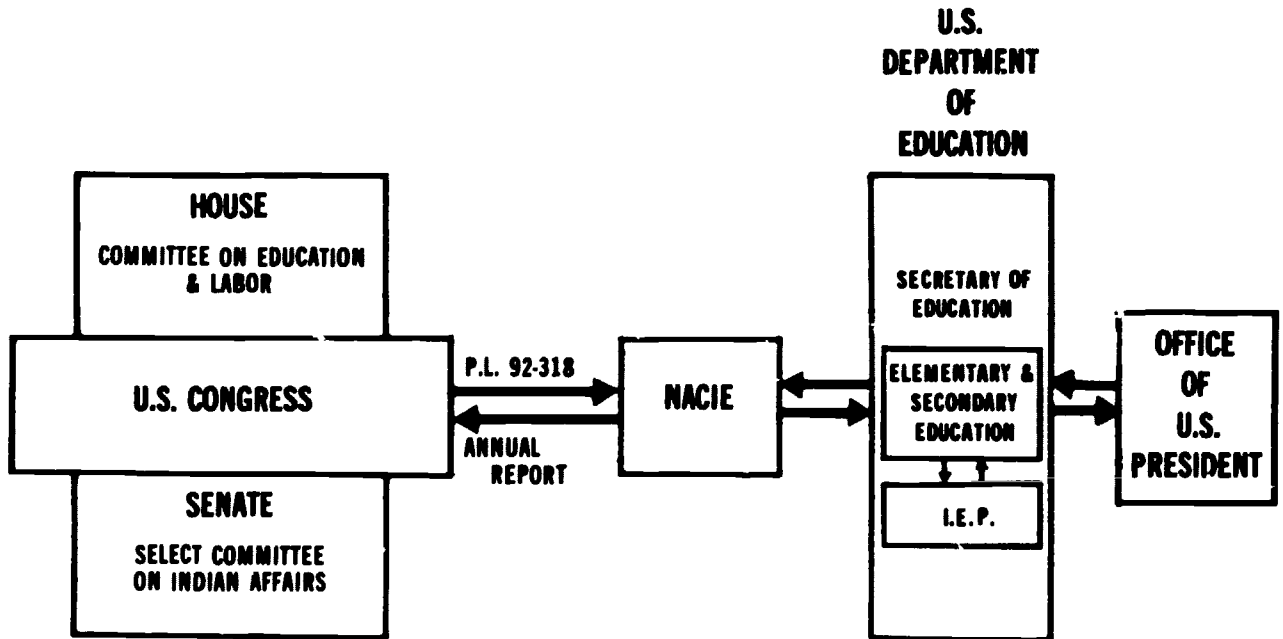 U.S.
DEPARTMENT
OF
EDUCATION
HOUSE
COMMITTEE ON EDUCATION
& LABOR
U.S. CONGRESS
SENATE
SELECT COMMITTEE
ON INDIAN AFFAIRS
P.L. 92-318
ANNUAL
REPORT
NACIE
SECRETARY OF
EDUCATION
ELEMENTARY &
SECONDARY
EDUCATION
I.E.P.
OFFICE
OF
U.S.
PRESIDENT